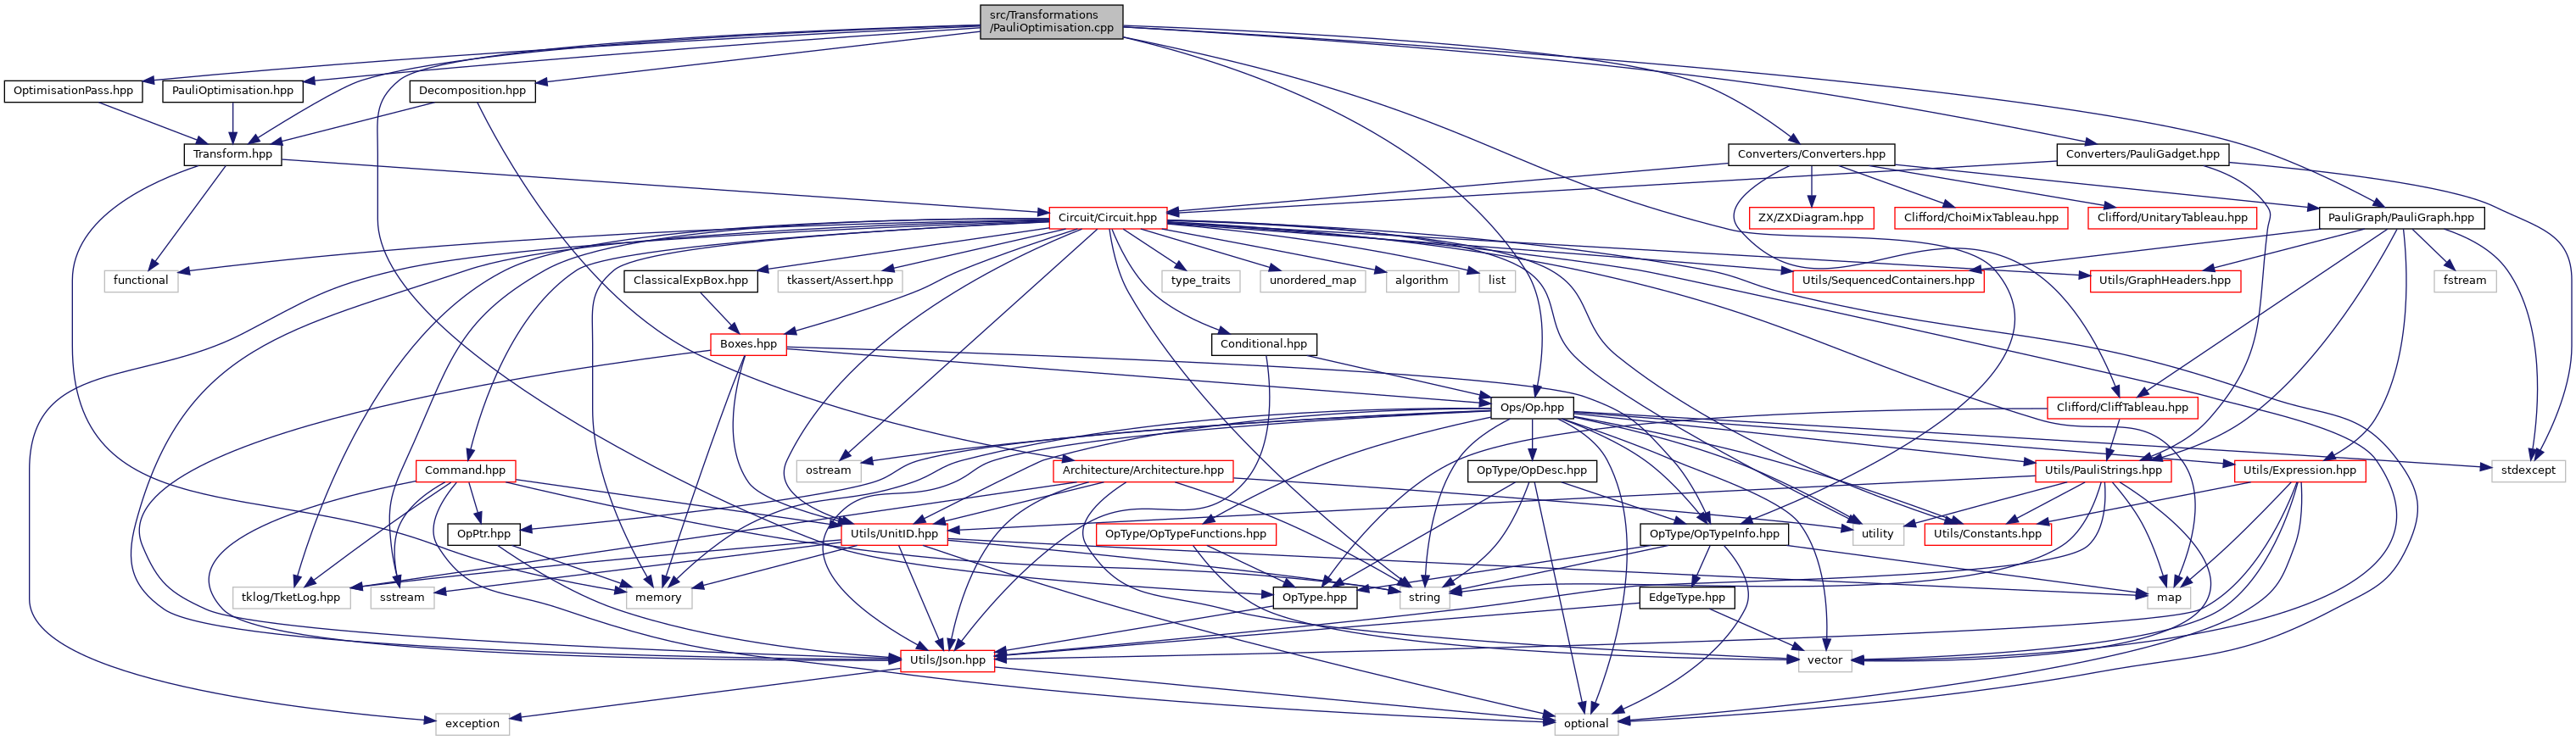 src/Transformations
/PauliOptimisation.cpp
OptimisationPass.hpp
PauliOptimisation.hpp
Decomposition.hpp
Transform.hpp
Converters/Converters.hpp
Converters/PauliGadget.hpp
Circuit/Circuit.hpp
ZX/ZXDiagram.hpp
Clifford/ChoiMixTableau.hpp
Clifford/UnitaryTableau.hpp
PauliGraph/PauliGraph.hpp
functional
ClassicalExpBox.hpp
tkassert/Assert.hpp
type_traits
unordered_map
algorithm
list
Utils/SequencedContainers.hpp
Utils/GraphHeaders.hpp
fstream
Boxes.hpp
Conditional.hpp
Ops/Op.hpp
Clifford/CliffTableau.hpp
Command.hpp
ostream
Architecture/Architecture.hpp
OpType/OpDesc.hpp
Utils/PauliStrings.hpp
Utils/Expression.hpp
stdexcept
OpPtr.hpp
Utils/UnitID.hpp
OpType/OpTypeFunctions.hpp
OpType/OpTypeInfo.hpp
utility
Utils/Constants.hpp
tklog/TketLog.hpp
sstream
memory
OpType.hpp
string
EdgeType.hpp
map
Utils/Json.hpp
vector
exception
optional